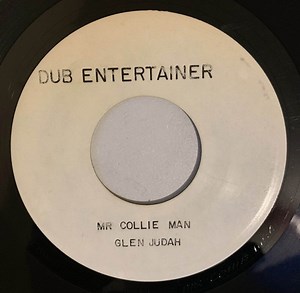 DUB ENTERTAINER
MR COLLIE MAN
GLEN JUDAH